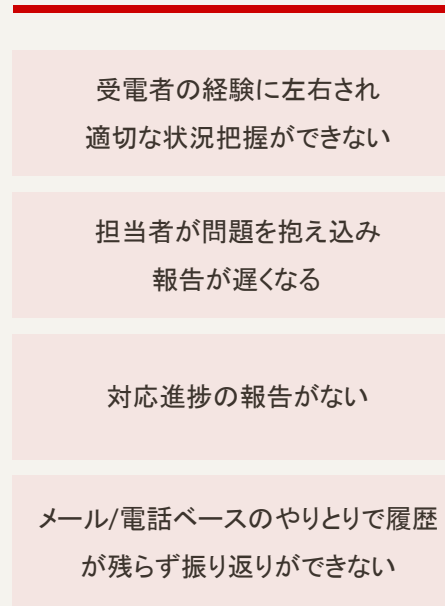 受電者の経験に左右され
適切な状況把握ができない
担当者が問題を抱え込み
報告が遅くなる
対応進捗の報告がない
メール/電話ベースのやりとりで履歴
が残らず振り返りができない